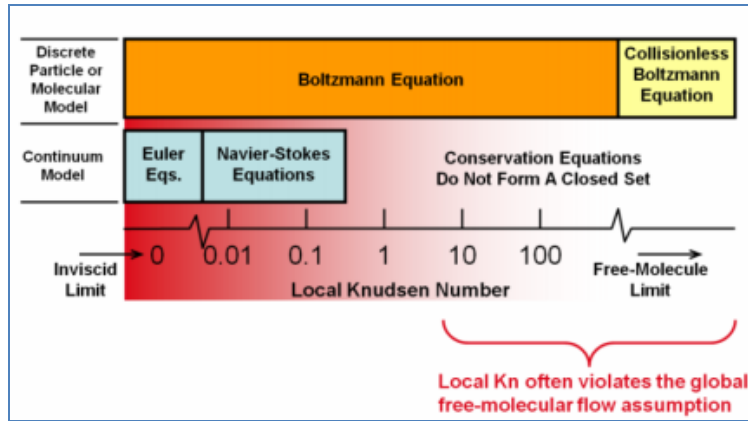 Discrete
Particle or
Molecular
Model
Boltzmann Equation
Collisionless
Boltzmann
Equation
Continuum
Model
Euler
Eqs.
Navier-Stokes
Equations
Conservation Equations
Do Not Form A Closed Set
0 0.01 0.1 1 10 100
Inviscid
Limit
Local Knudsen Number
Free-Molecule
Limit
Local Kn often violates the global
free-molecular flow assumption